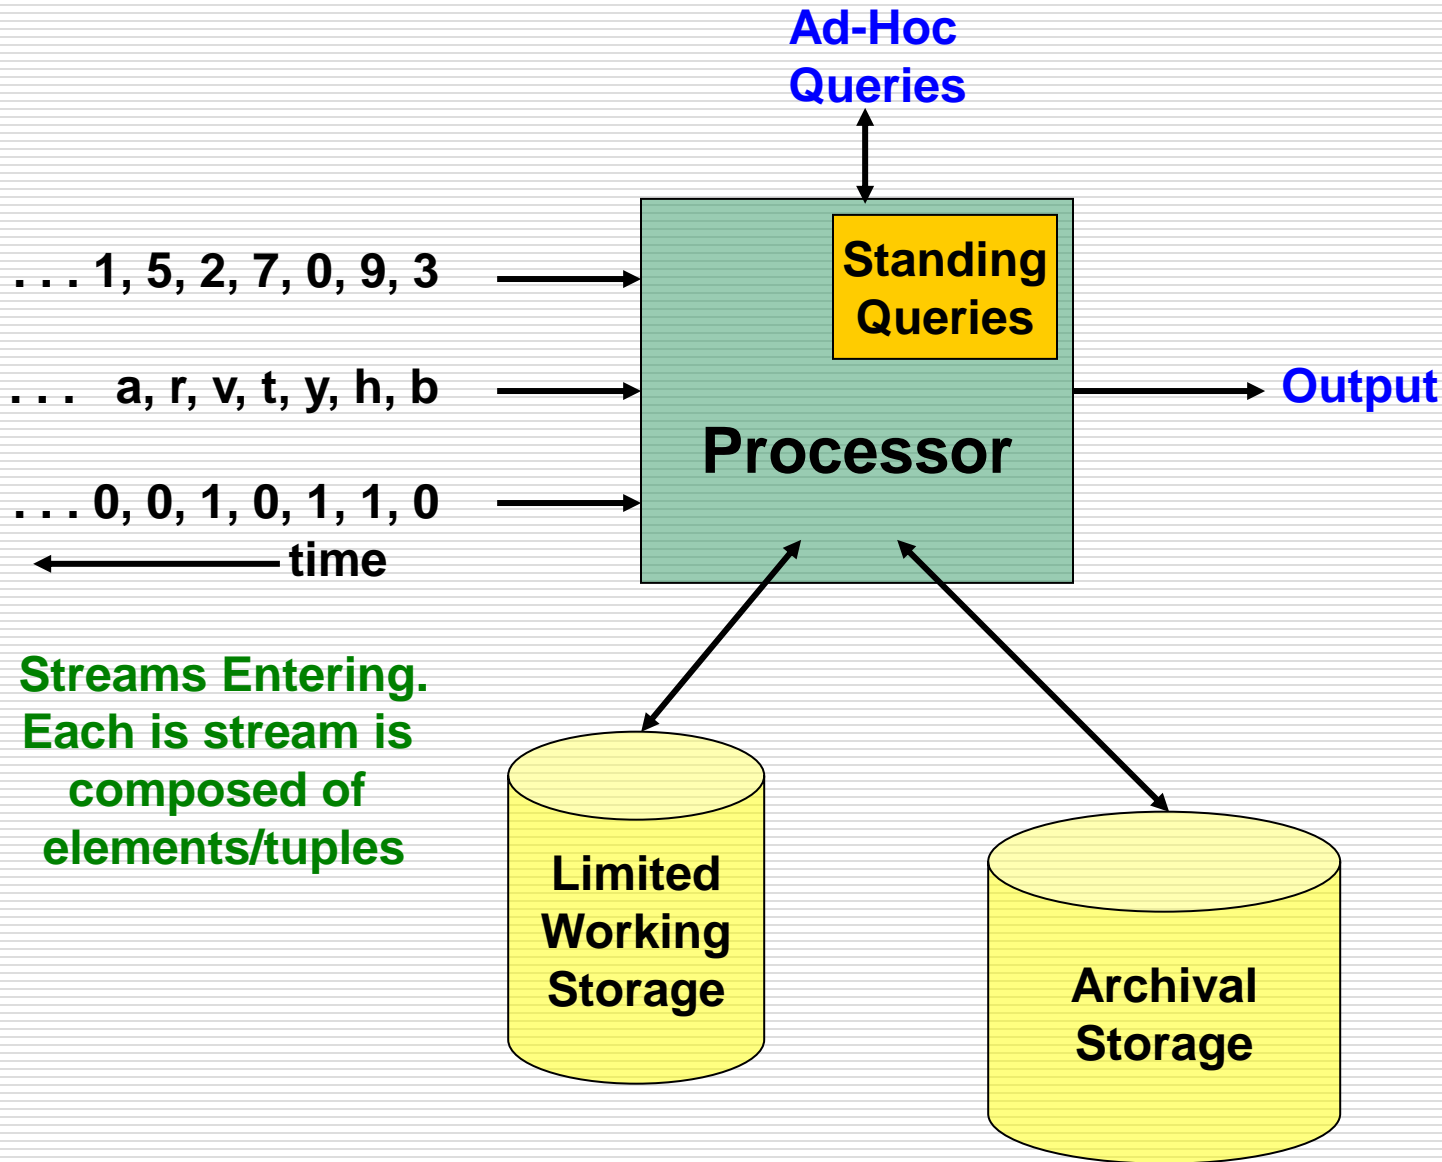 Ad-Hoc
Queries
Standing
Queries
. . . 1, 5, 2, 7, 0, 9, 3
. . . a, r, v, t, y, h, b
Output
Processor
. . . 0, 0, 1, 0, 1, 1, 0
time
Streams Entering.
Each is stream is
composed of
elements/tuples
Limited
Working
Storage
Archival
Storage